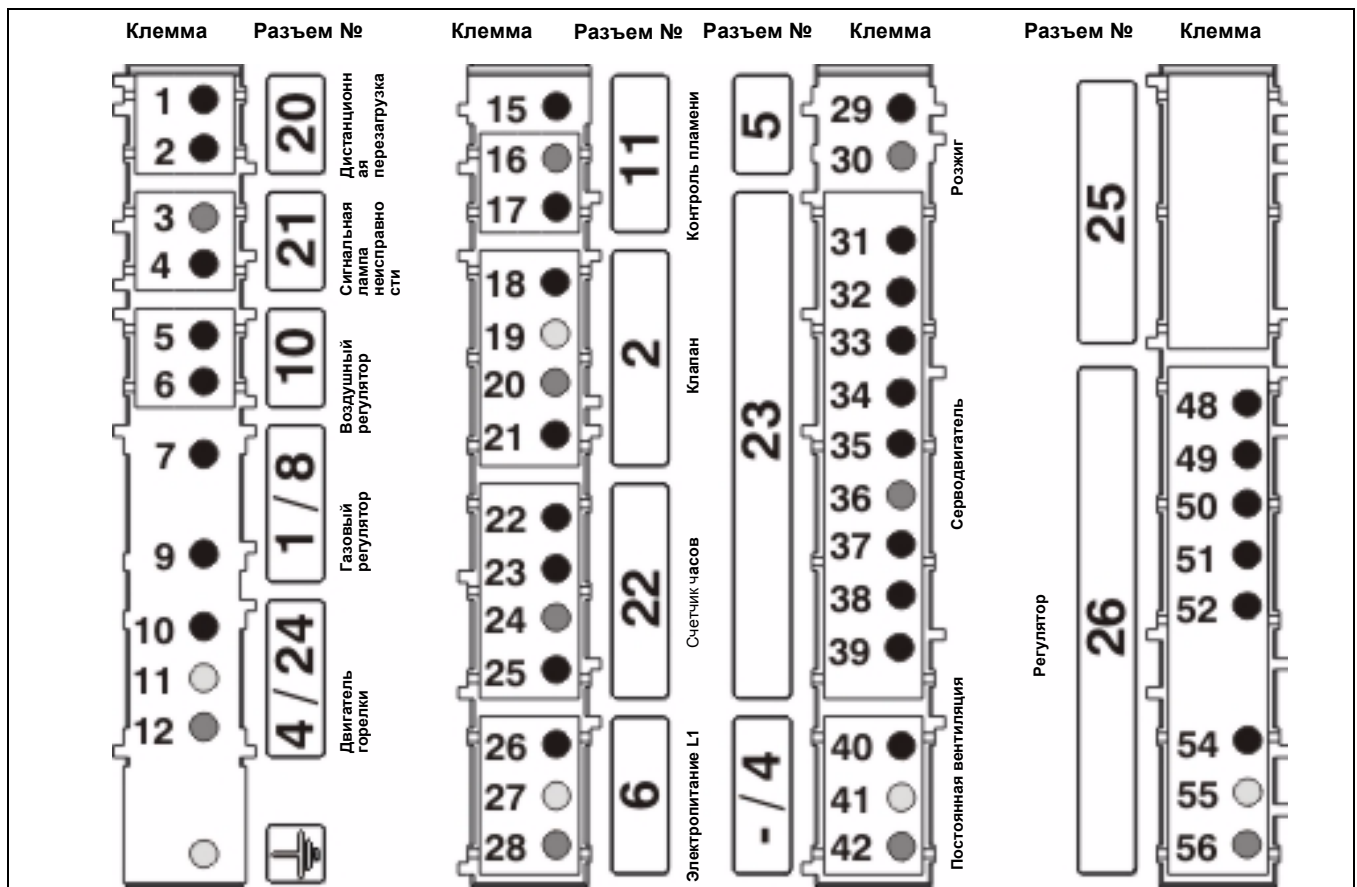 Клемма Разъем № Клемма Разъем № Разъем № Клемма Разъем № Клемма
1
2
20
Дистанционн
ая
перезагрузка
3
4
21
Сигнальная
лампа
неисправно
сти
5
6
10
Воздушный
регулятор
7
9
1 / 8
Газовый
регулятор
10
11
12
4 / 24
Двигатель
горелки
15
16
17
11
Контроль пламени
18
19
20
21
2
Клапан
22
23
24
25
22
Счетчик часов
26
27
28
6
Электропитание L1
5
29
30
Розжиг
23
31
32
33
34
35
36
37
38
39
Серводвигатель
- / 4
40
41
42
Постоянная вентиляция
25
Регулятор
26
48
49
50
51
52
54
55
56